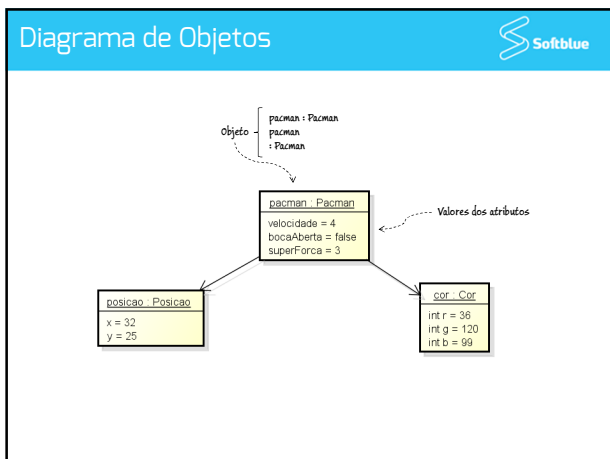 Diagrama de Objetos
Softblue
pacman : Pacman
Objeto
pacman
: Pacman
pacman : Pacman
velocidade = 4
bocaAberta = false
superForca = 3
Valores dos atributos
posicao : Posicao
x = 32
y = 25
cor : Cor
int r = 36
int g = 120
int b = 99